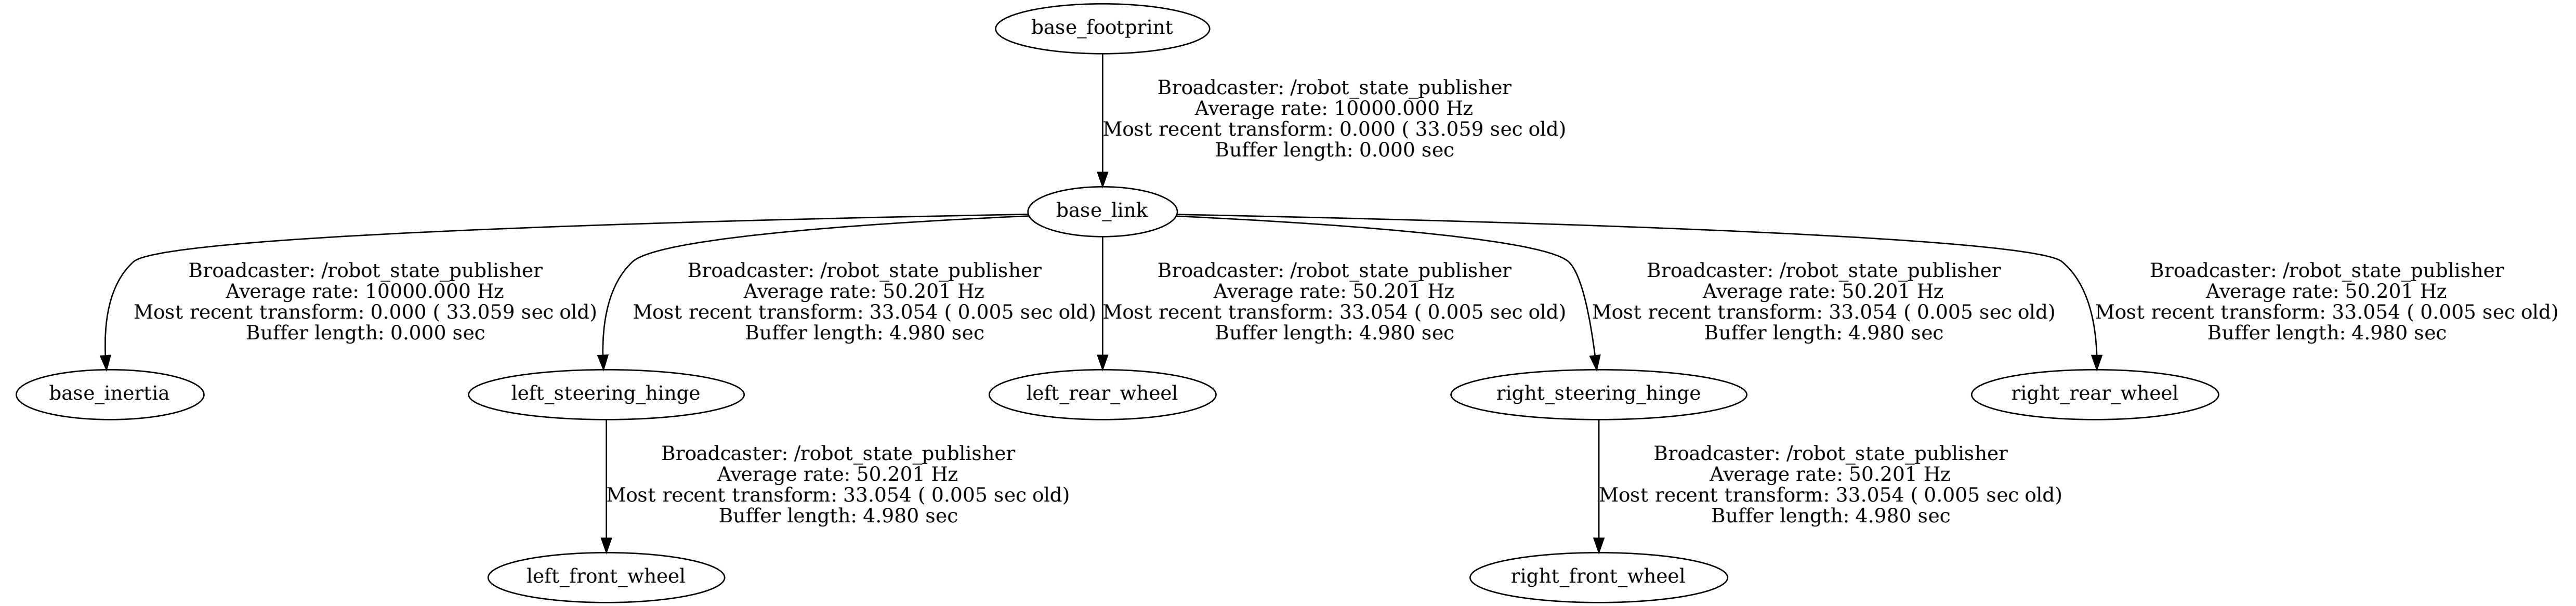 base_footprint
Broadcaster: /robot_state_publisher
Average rate: 10000.000 Hz
Most recent transform: 0.000 ( 33.059 sec old)
Buffer length: 0.000 sec
base_link
Broadcaster: /robot_state_publisher
Average rate: 10000.000 Hz
Most recent transform: 0.000 ( 33.059 sec old)
Buffer length: 0.000 sec
Broadcaster: /robot_state_publisher
Average rate: 50.201 Hz
Most recent transform: 33.054 ( 0.005 sec old)
Buffer length: 4.980 sec
Broadcaster: /robot_state_publisher
Average rate: 50.201 Hz
Most recent transform: 33.054 ( 0.005 sec old)
Buffer length: 4.980 sec
Broadcaster: /robot_state_publisher
Average rate: 50.201 Hz
Most recent transform: 33.054 ( 0.005 sec old)
Buffer length: 4.980 sec
Broadcaster: /robot_state_publisher
Average rate: 50.201 Hz
Most recent transform: 33.054 ( 0.005 sec old)
Buffer length: 4.980 sec
base_inertia
left_steering_hinge
left_rear_wheel
right_steering_hinge
right_rear_wheel
Broadcaster: /robot_state_publisher
Average rate: 50.201 Hz
Most recent transform: 33.054 ( 0.005 sec old)
Buffer length: 4.980 sec
Broadcaster: /robot_state_publisher
Average rate: 50.201 Hz
Most recent transform: 33.054 ( 0.005 sec old)
Buffer length: 4.980 sec
left_front_wheel
right_front_wheel